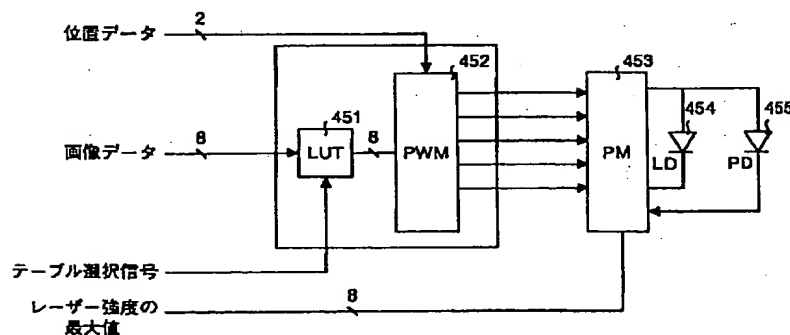 位置データ
2
452
453
454
455
451
画像データ
8
LUT
8
PWM
PM
LD
PD
テーブル選択信号
レーザー強度の
最大値
8